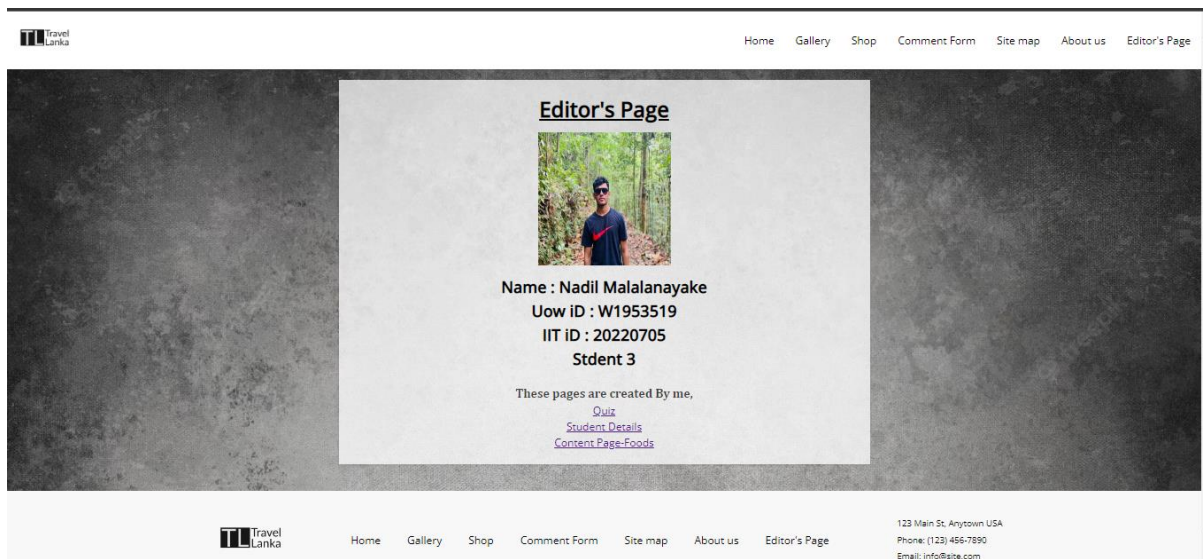 TL Travel
Lanka
Home Gallery Shop Comment Form Site map About us Editor's Page
Editor's Page
Name : Nadil Malalanayake
Uow iD : W1953519
IIT iD : 20220705
Stdent 3
These pages are created By me,
Quiz
Student Details
Content Page-Foods
TL Travel
Lanka
Home Gallery Shop Comment Form Site map About us Editor's Page
123 Main St, Anytown USA
Phone: (123) 456-7890
Email: info@site.com